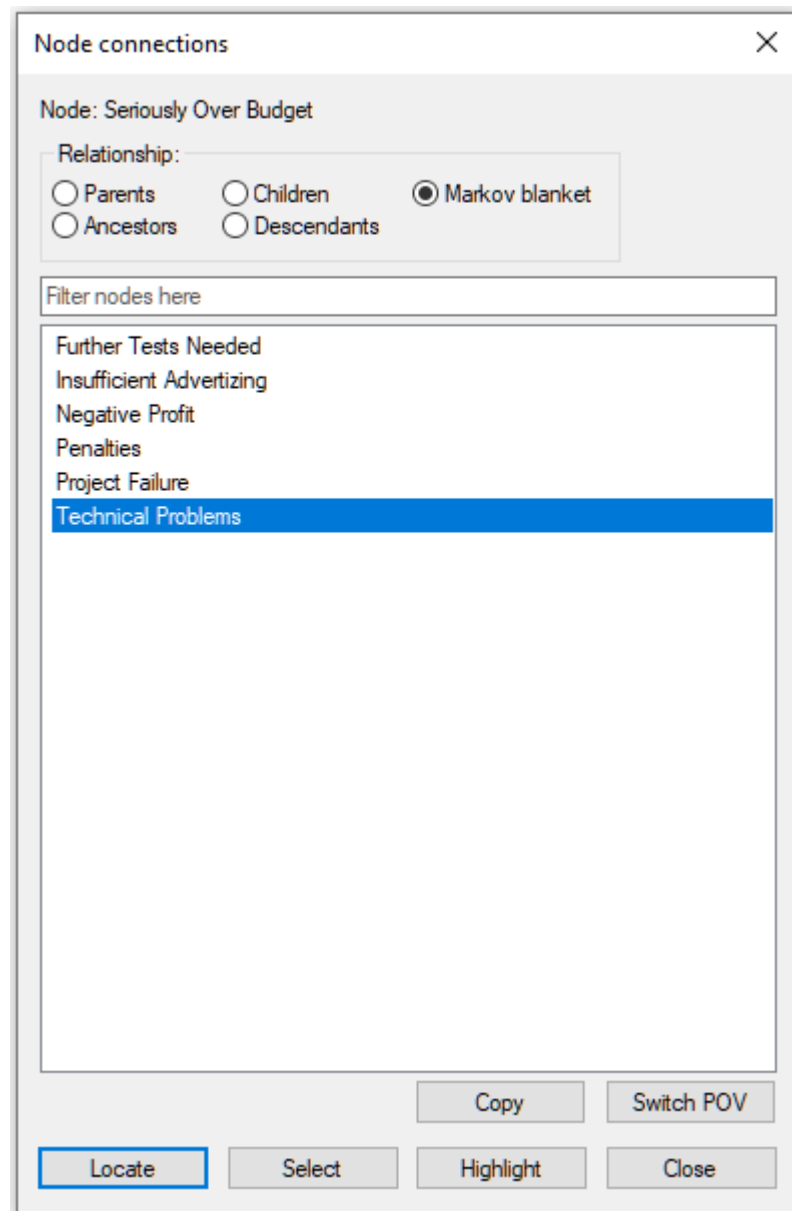 Node connections
Node: Seriously Over Budget
Relationship:
Parents Children Markov blanket
Ancestors Descendants
Filter nodes here
Further Tests Needed
Insufficient Advertizing
Negative Profit
Penalties
Project Failure
Technical Problems
Copy Switch POV
Locate Select Highlight Close